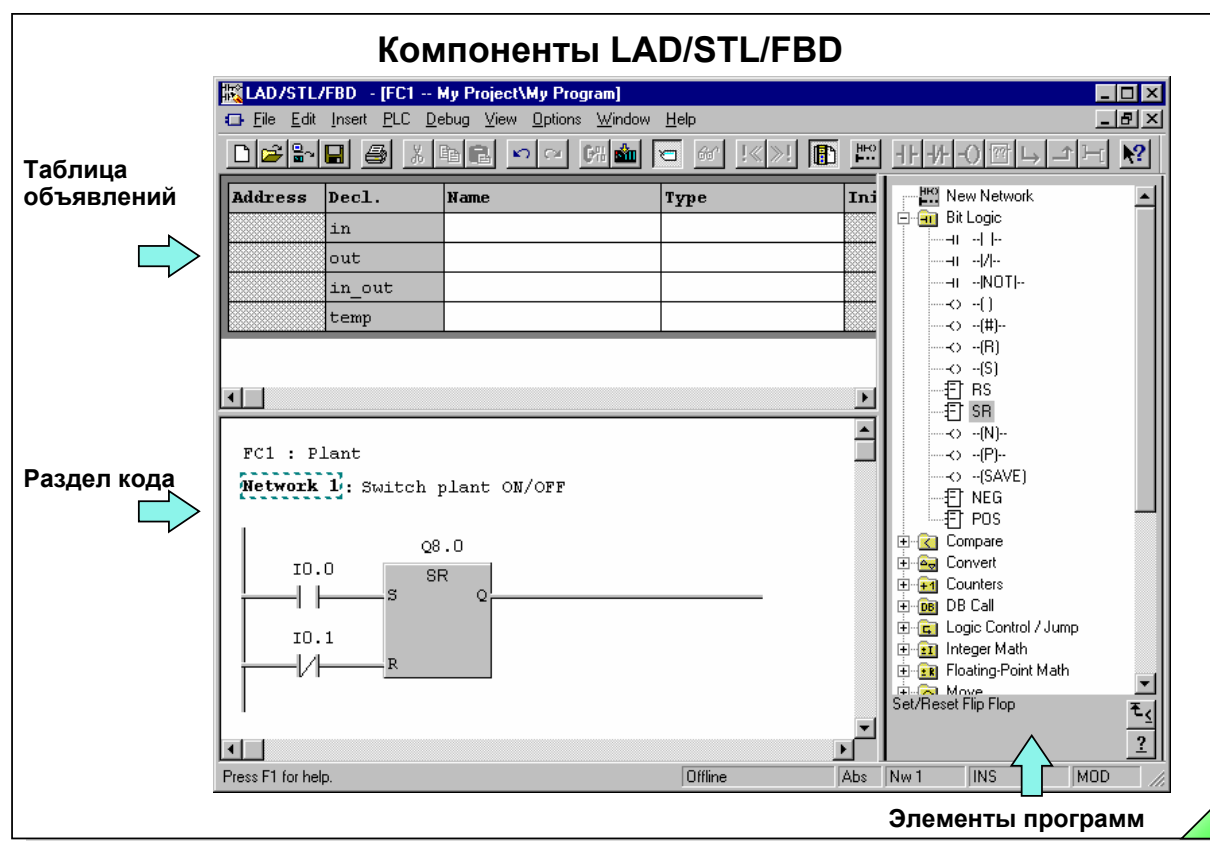 Компоненты LAD/STL/FBD
LAD/STL/FBD - [FC1 -- My Project\My Program]
File Edit Insert PLC Debug View Options Window Help
Таблица
объявлений
Address Decl. Name Type Ini
in
out
in_out
temp
New Network
Bit Logic
--| |--
--|/|--
--|NOT|--
--( )
--(#)--
--(R)
--(S)
RS
SR
--(N)--
--(P)--
--(SAVE)
NEG
POS
Compare
Convert
Counters
DB Call
Logic Control / Jump
Integer Math
Floating-Point Math
Move
Set/Reset Flip Flop
Раздел кода
FC1 : Plant
Network 1: Switch plant ON/OFF
Q8.0
I0.0
SR
S Q
I0.1
R
Press F1 for help. Offline Abs Nw 1 INS MOD
Элементы программ